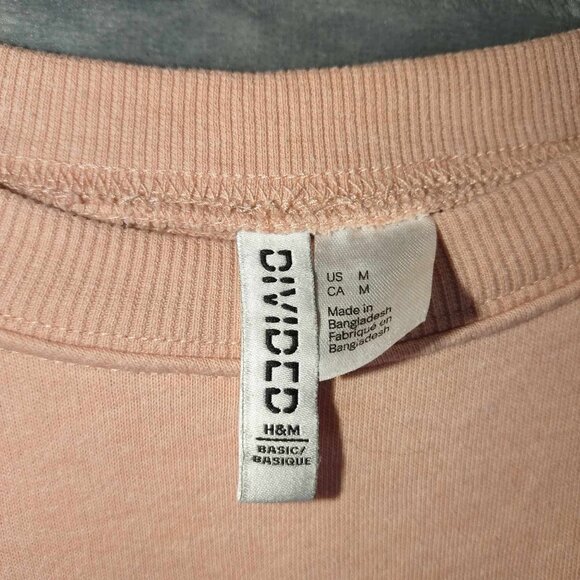 DIVIDED
H&M
BASIC/
BASIQUE
US M
CA M
Made in
Bangladesh
Fabriqué en
Bangladesh